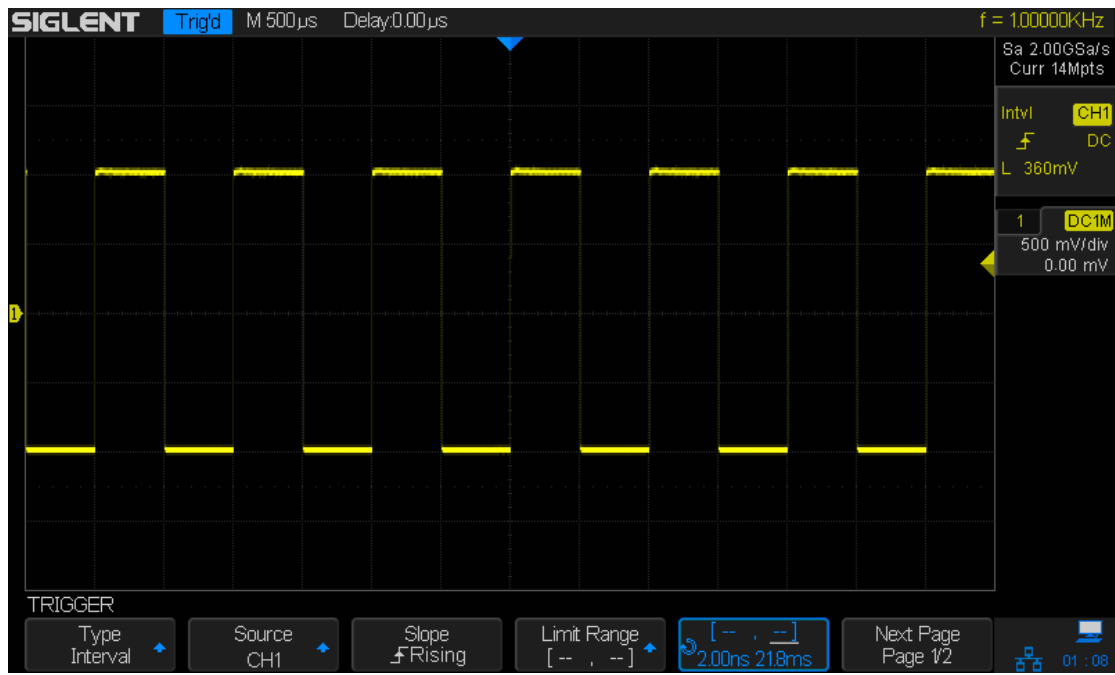 SIGLENT Trig'd M 500µs Delay:0.00µs f = 1.00000KHz
Sa 2.00GSa/s
Curr 14Mpts
Intvl CH1
DC
L 360mV
1 DC1M
500 mV/div
0.00 mV
1
TRIGGER
Type
Interval
Source
CH1
Slope
Rising
Limit Range
[ -- , -- ]
[ -- , --]
2.00ns 21.8ms
Next Page
Page 1/2
01 : 08